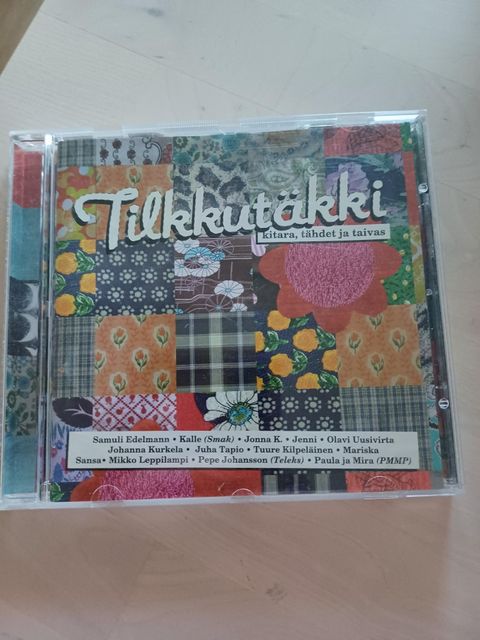 Tilkkutäkki
kitara, tähdet ja taivas
Samuli Edelmann • Kalle (Smak) • Jonna K. • Jenni • Olavi Uusivirta
Johanna Kurkela • Juha Tapio • Tuure Kilpeläinen • Mariska
Sansa • Mikko Leppilampi • Pepe Johansson (Teleks) • Paula ja Mira (PMMP)